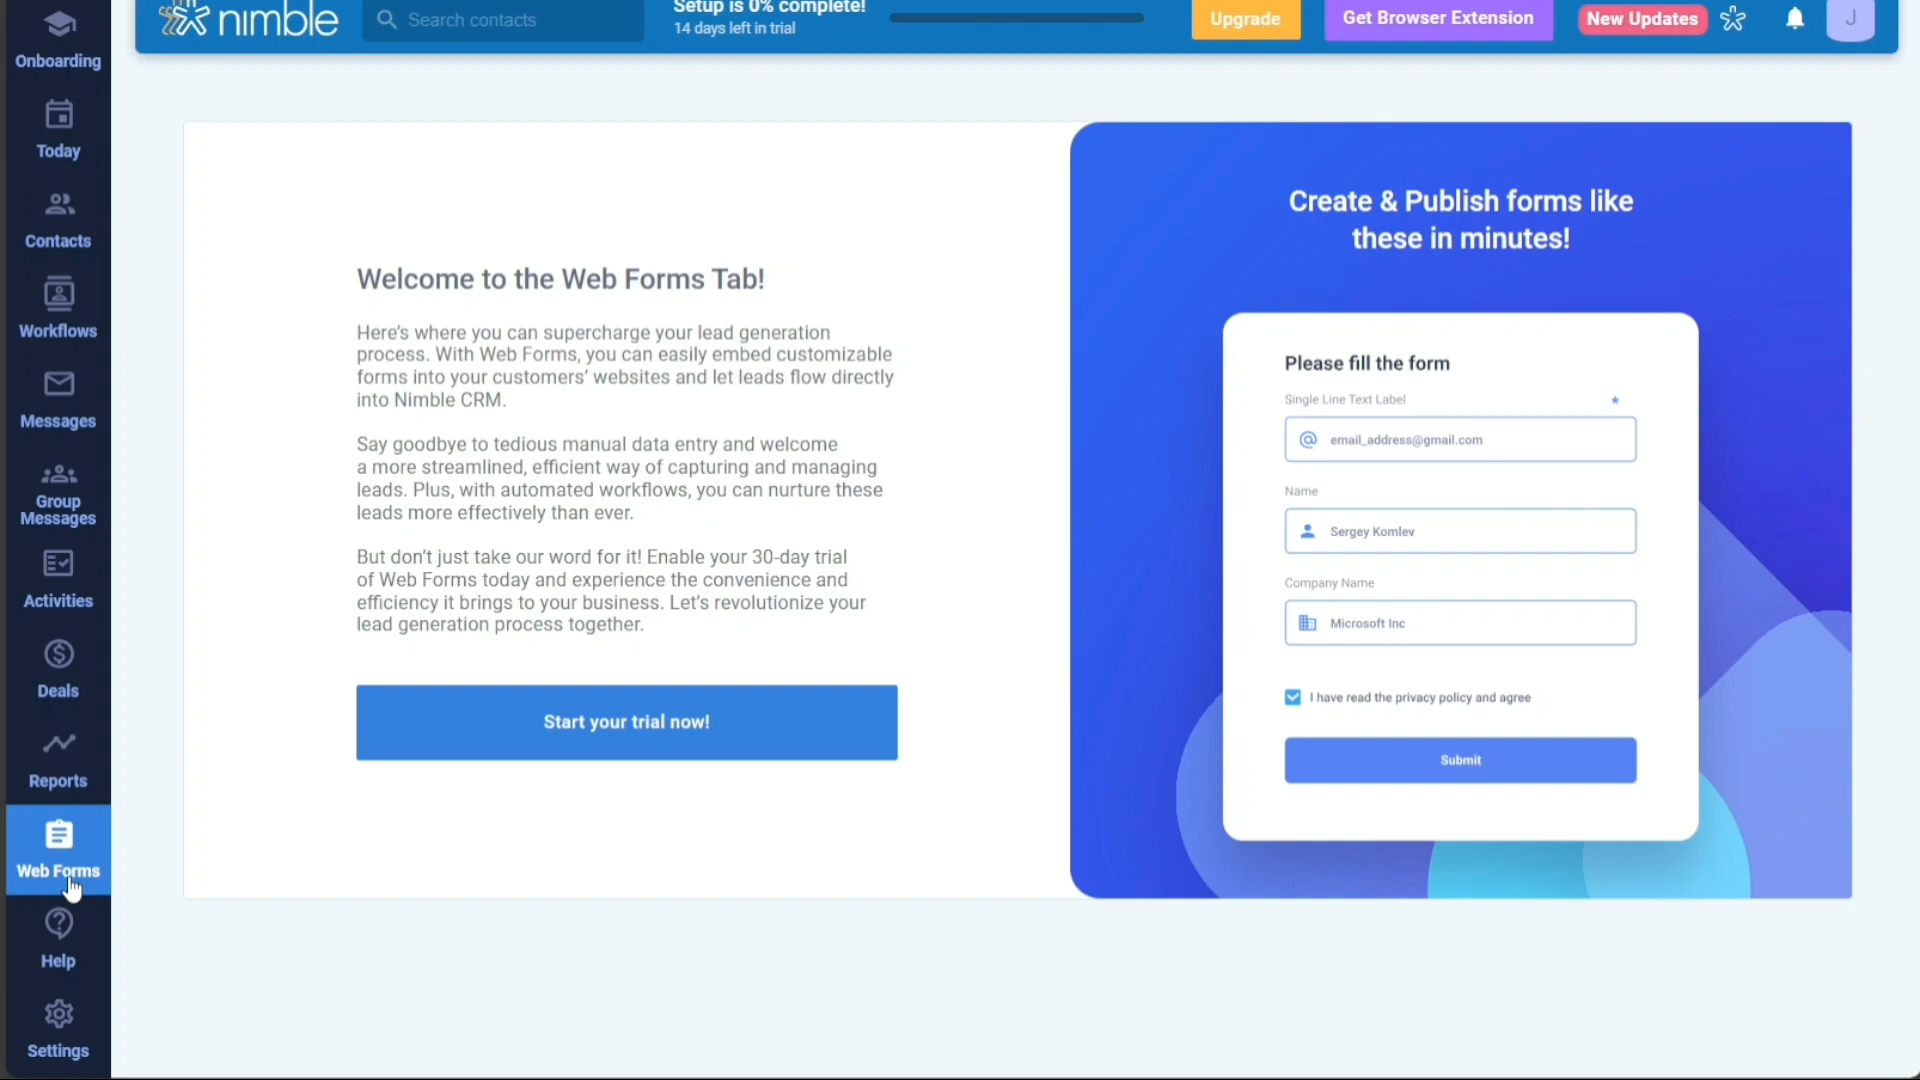 Onboarding
Today
Contacts
Workflows
Messages
Group
Messages
Activities
Deals
Reports
Web Forms
Help
Settings
nimble
Search contacts
Setup is 0% complete!
14 days left in trial
Upgrade
Get Browser Extension
New Updates
J
Welcome to the Web Forms Tab!
Here's where you can supercharge your lead generation
process. With Web Forms, you can easily embed customizable
forms into your customers' websites and let leads flow directly
into Nimble CRM.
Say goodbye to tedious manual data entry and welcome
a more streamlined, efficient way of capturing and managing
leads. Plus, with automated workflows, you can nurture these
leads more effectively than ever.
But don't just take our word for it! Enable your 30-day trial
of Web Forms today and experience the convenience and
efficiency it brings to your business. Let's revolutionize your
lead generation process together.
Start your trial now!
Create & Publish forms like
these in minutes!
Please fill the form
Single Line Text Label *
email_address@gmail.com
Name
Sergey Komlev
Company Name
Microsoft Inc
I have read the privacy policy and agree
Submit